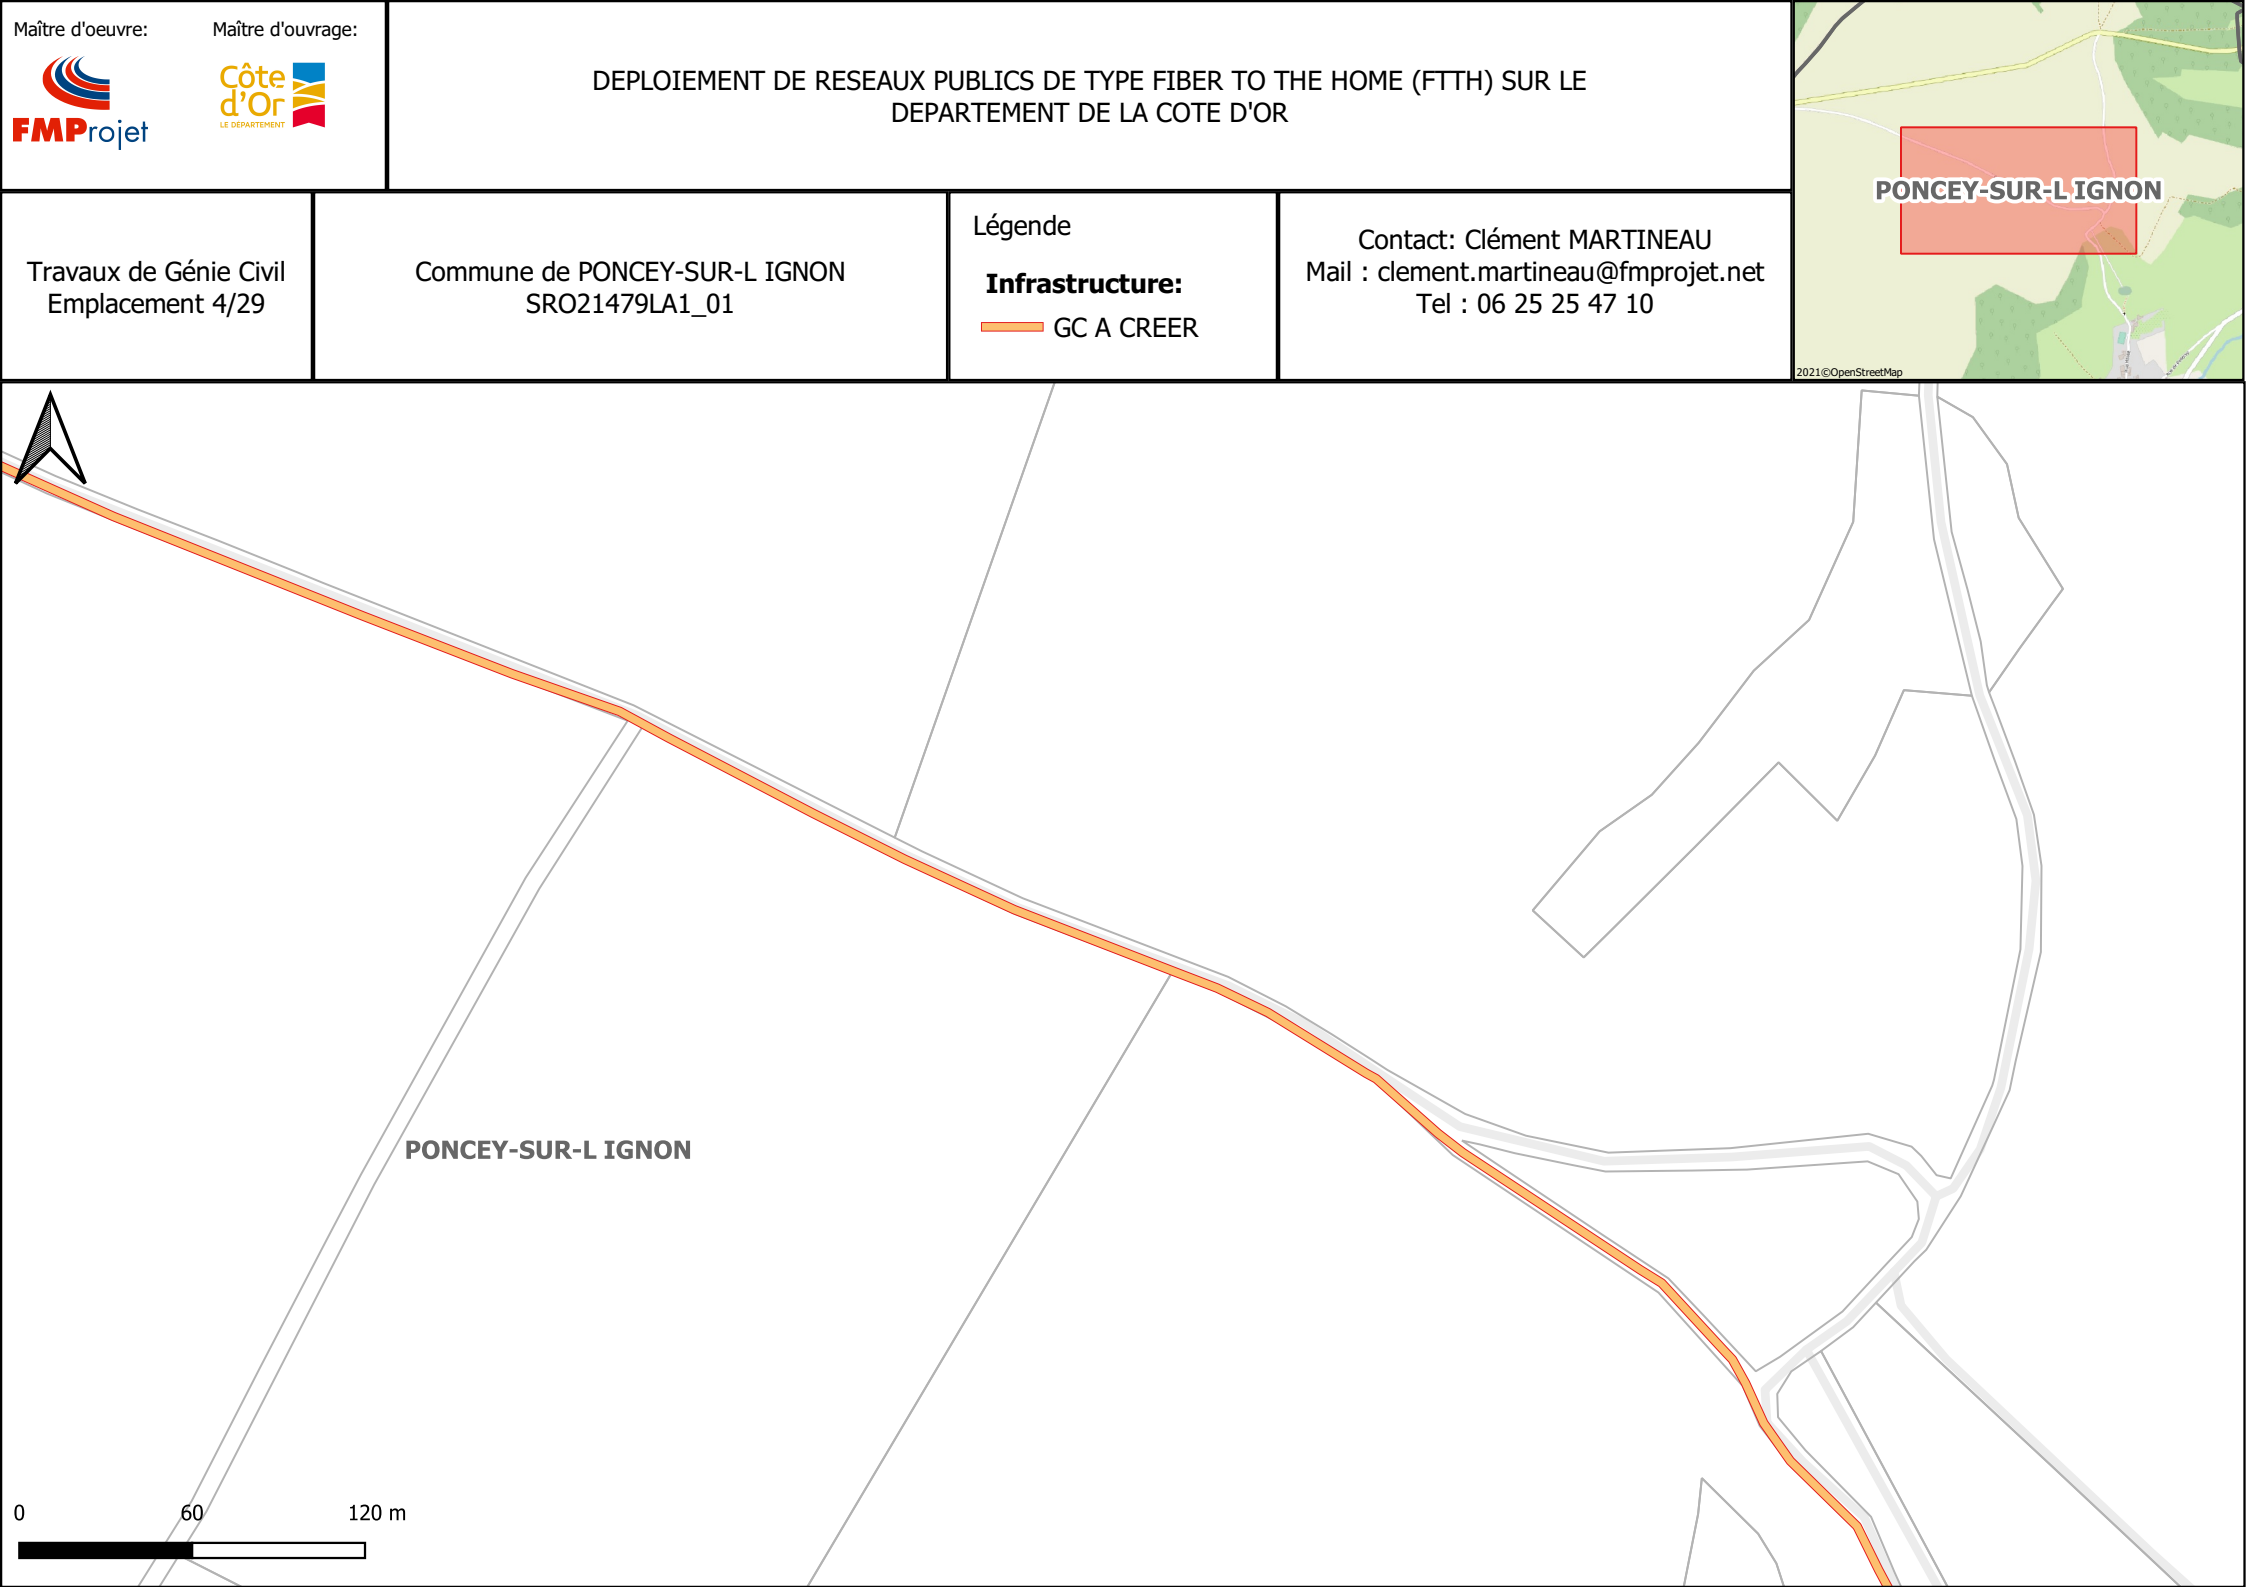 Maître d'oeuvre:
Maître d'ouvrage:
FMProjet
Côte
d'Or
LE DÉPARTEMENT
DEPLOIEMENT DE RESEAUX PUBLICS DE TYPE FIBER TO THE HOME (FTTH) SUR LE
DEPARTEMENT DE LA COTE D'OR
Travaux de Génie Civil
Emplacement 4/29
Commune de PONCEY-SUR-L IGNON
SRO21479LA1_01
Légende
Infrastructure:
GC A CREER
Contact: Clément MARTINEAU
Mail : clement.martineau@fmprojet.net
Tel : 06 25 25 47 10
PONCEY-SUR-L IGNON
2021©OpenStreetMap
PONCEY-SUR-L IGNON
0 60 120 m